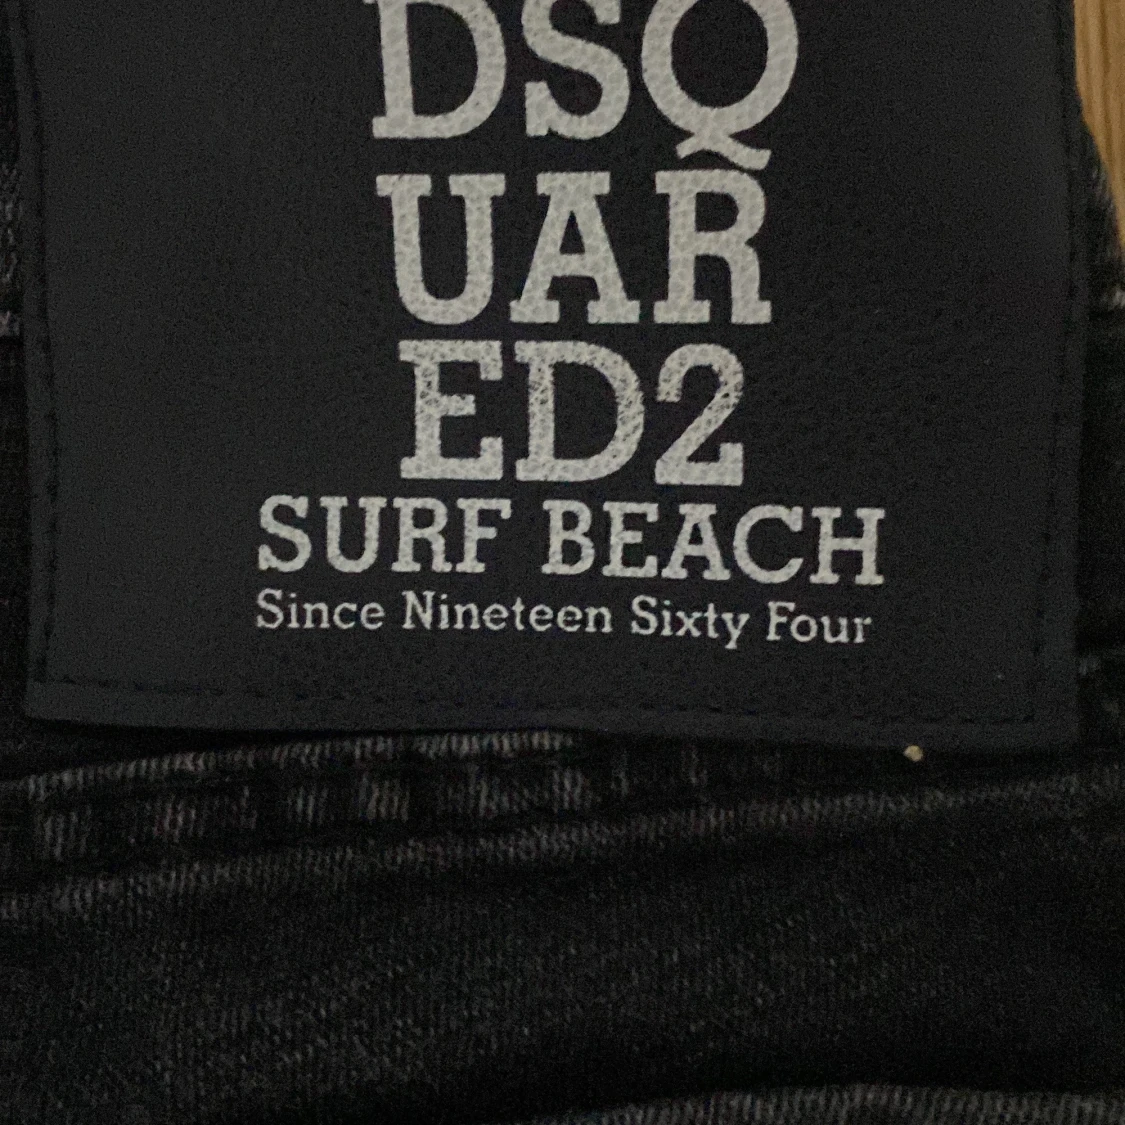 DSQ
UAR
ED2
SURF BEACH
Since Nineteen Sixty Four